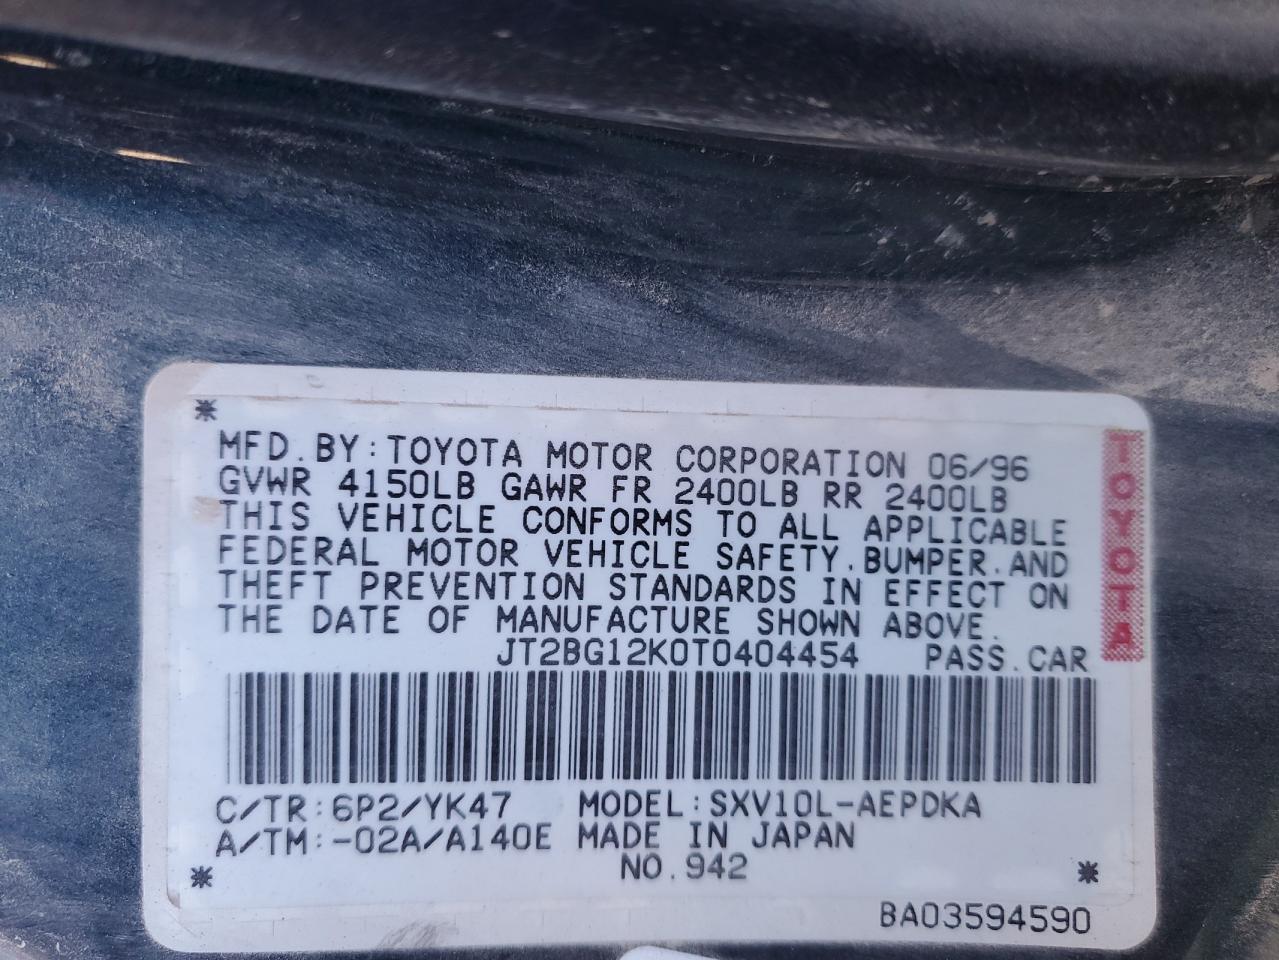 *
MFD.BY:TOYOTA MOTOR CORPORATION 06/96
GVWR 4150LB GAWR FR 2400LB RR 2400LB
THIS VEHICLE CONFORMS TO ALL APPLICABLE
FEDERAL MOTOR VEHICLE SAFETY.BUMPER.AND
THEFT PREVENTION STANDARDS IN EFFECT ON
THE DATE OF MANUFACTURE SHOWN ABOVE.
JT2BG12K0T0404454 PASS.CAR
TOYOTA
C/TR:6P2/YK47 MODEL:SXV10L-AEPDKA
A/TM:-02A/A140E MADE IN JAPAN
NO.942
* *
BA03594590